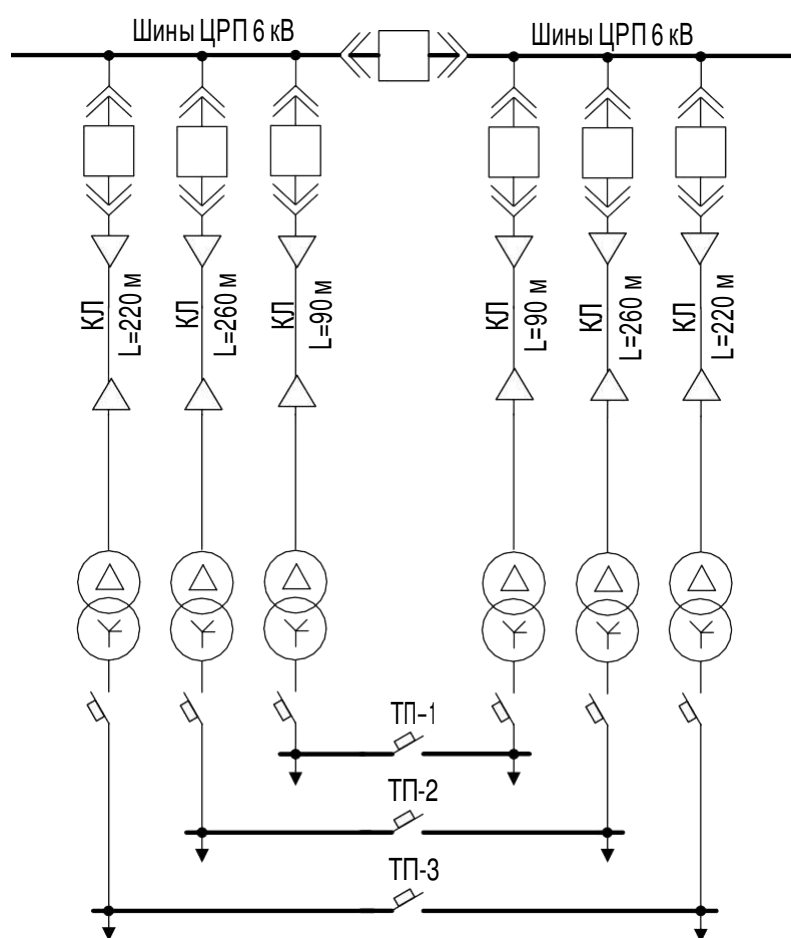 Шины ЦРП 6 кВ
Шины ЦРП 6 кВ
КЛ
L=220 м
КЛ
L=260 м
КЛ
L=90 м
КЛ
L=90 м
КЛ
L=260 м
КЛ
L=220 м
ТП-1
ТП-2
ТП-3